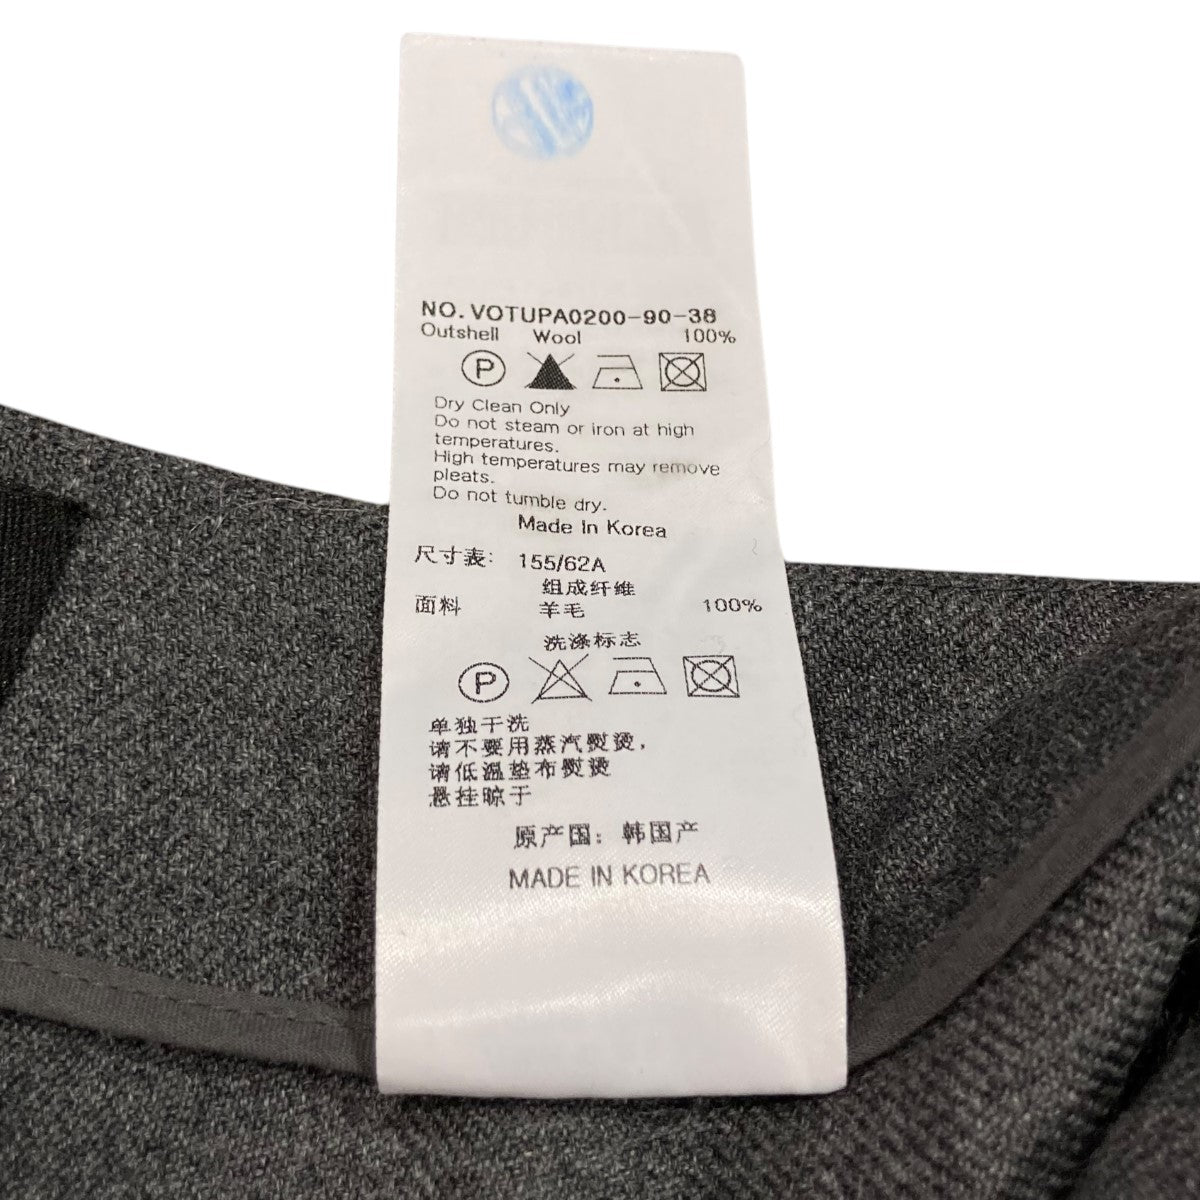 NO. VOTUPA0200-90-38
Outshell Wool 100%
P
Dry Clean Only
Do not steam or iron at high
temperatures.
High temperatures may remove
pleats.
Do not tumble dry.
Made In Korea
尺寸表: 155/62A
组成纤维
面料 羊毛 100%
洗涤标志
P
单独干洗
请不要用蒸汽熨烫,
请低温垫布熨烫
悬挂晾于
原产国: 韩国产
MADE IN KOREA